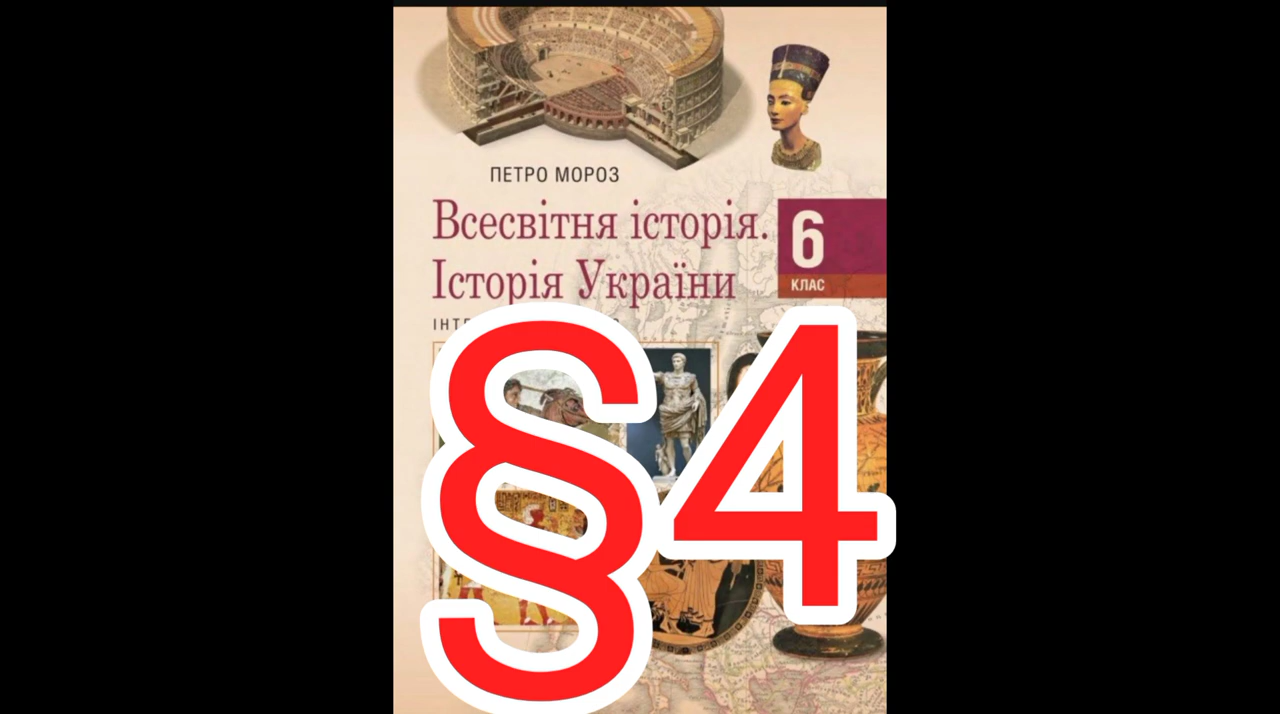 ПЕТРО МОРОЗ
Всесвітня історія.
Історія України
6
КЛАС
§4